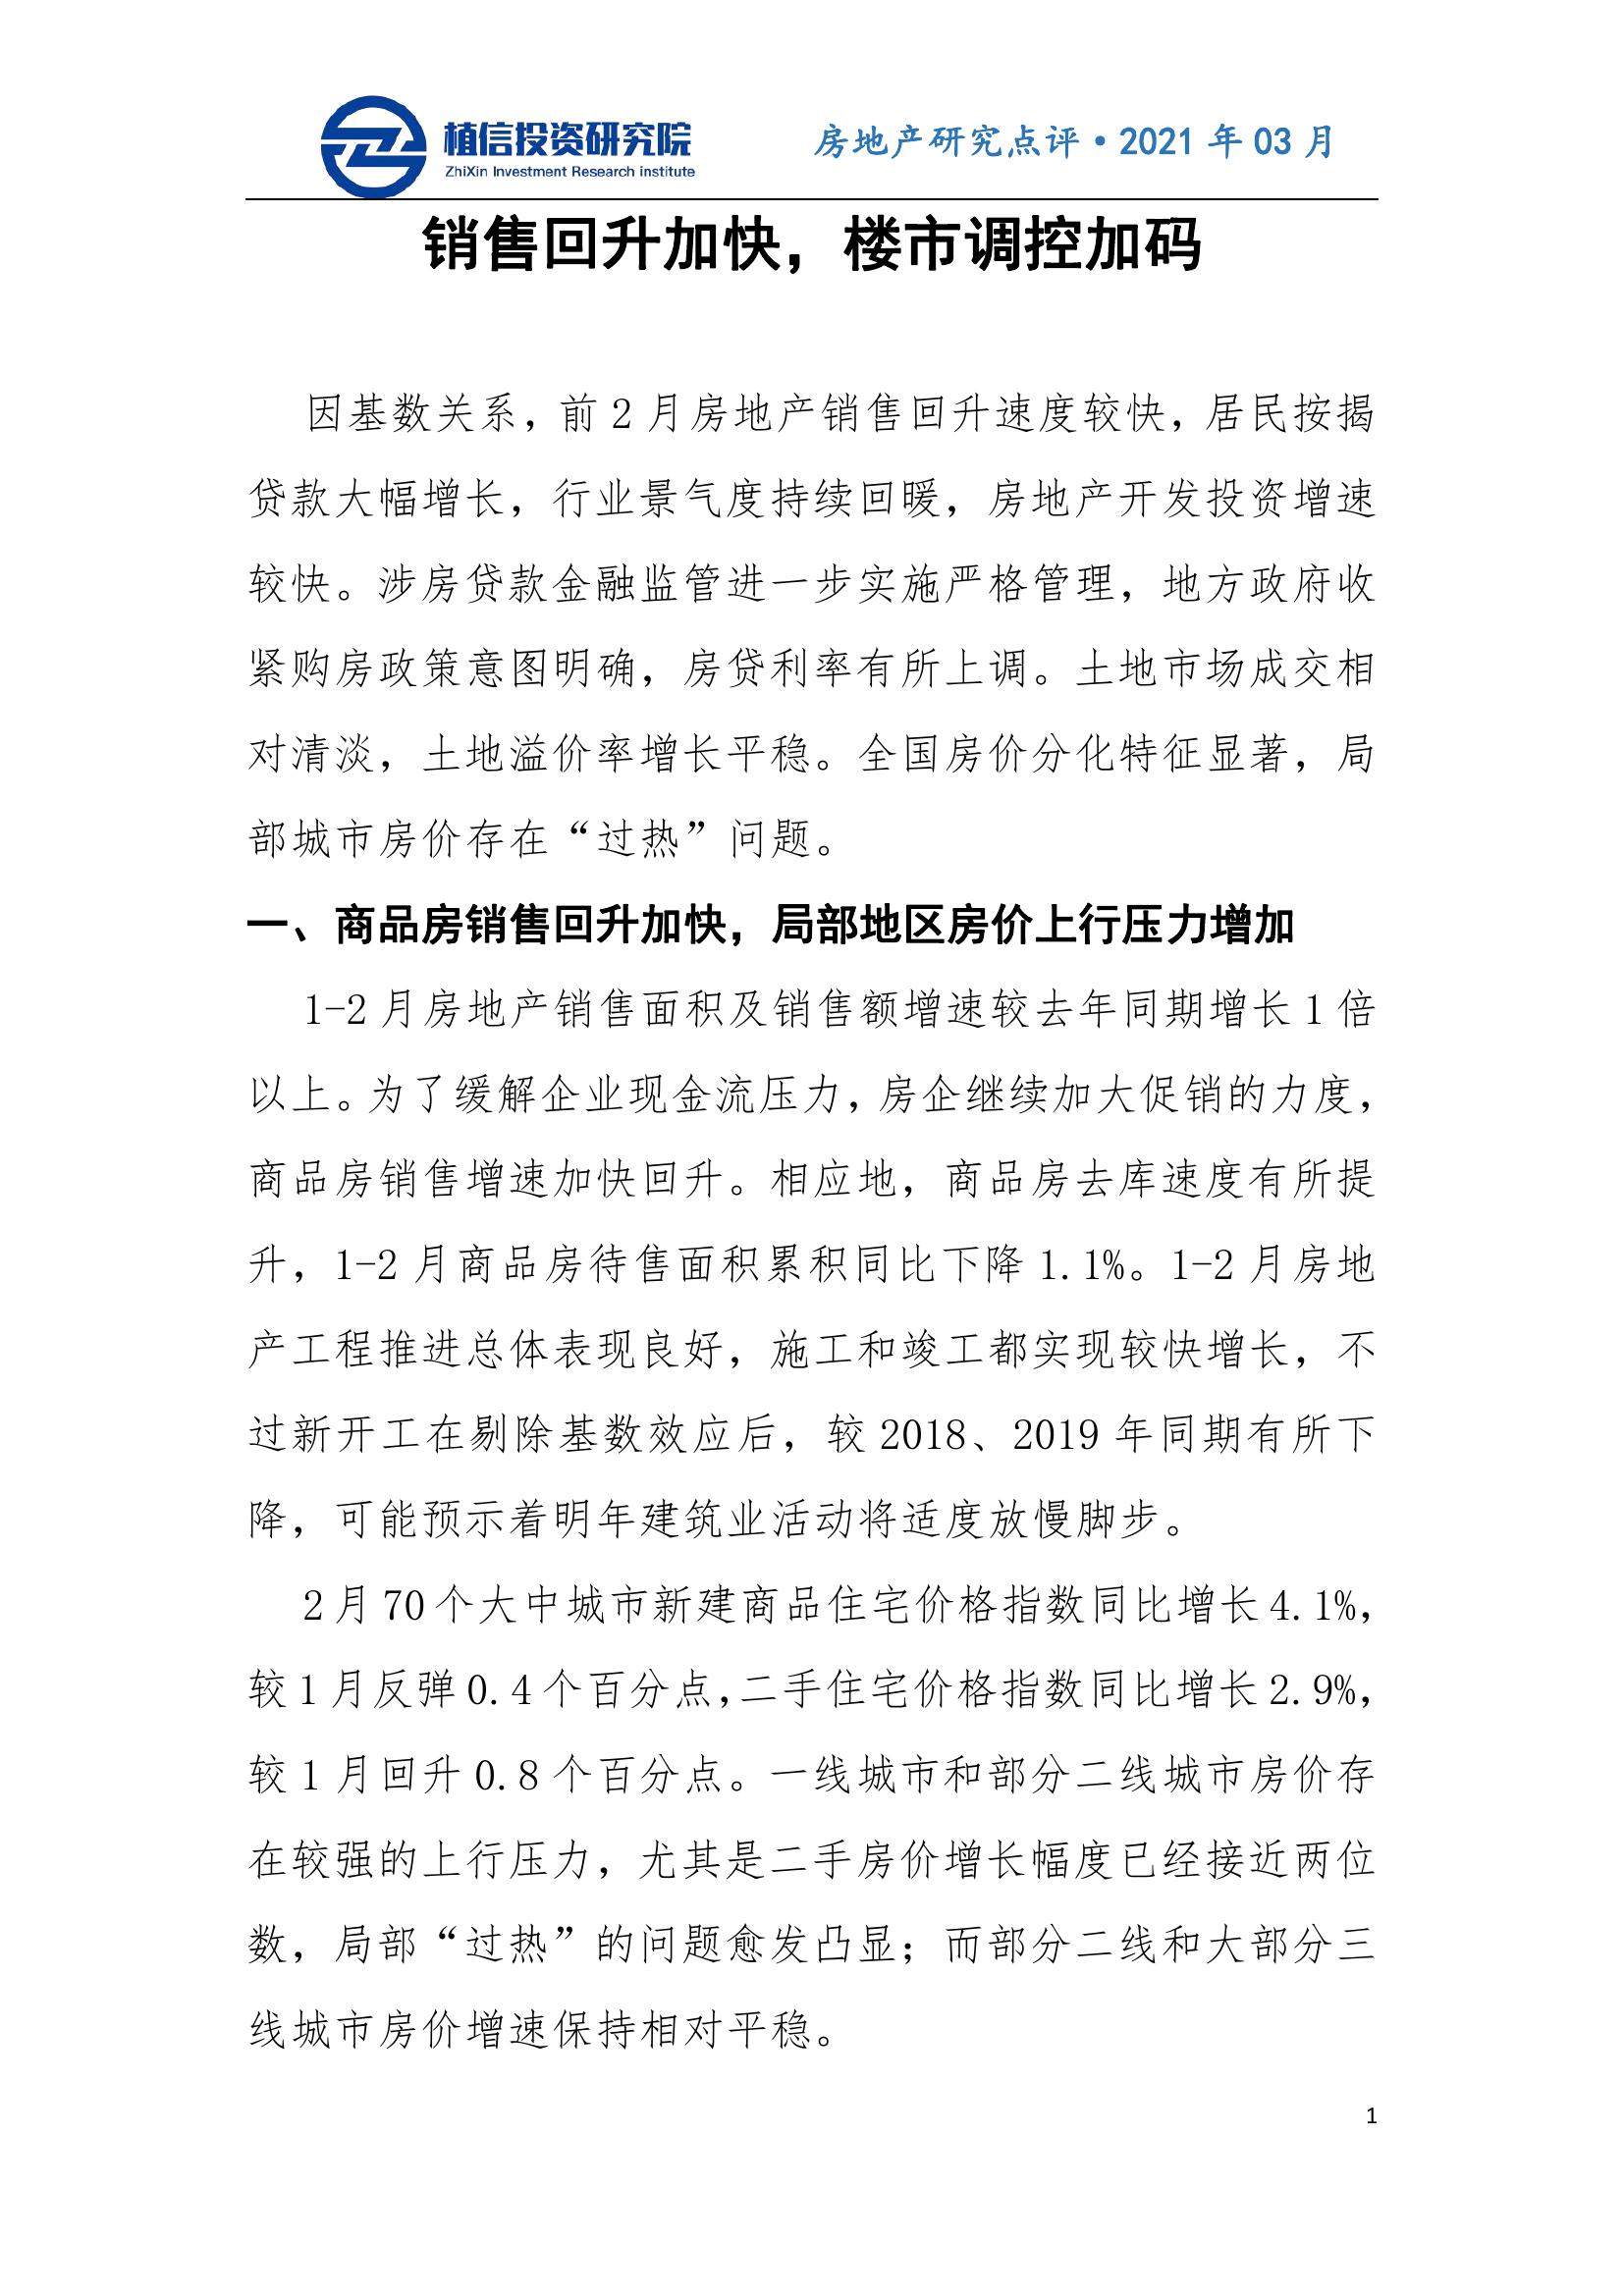 植信投资研究院
ZhiXin Investment Research institute
房地产研究点评·2021年03月
销售回升加快，楼市调控加码
因基数关系，前2月房地产销售回升速度较快，居民按揭
贷款大幅增长，行业景气度持续回暖，房地产开发投资增速
较快。涉房贷款金融监管进一步实施严格管理，地方政府收
紧购房政策意图明确，房贷利率有所上调。土地市场成交相
对清淡，土地溢价率增长平稳。全国房价分化特征显著，局
部城市房价存在“过热”问题。
一、商品房销售回升加快，局部地区房价上行压力增加
1-2月房地产销售面积及销售额增速较去年同期增长1倍
以上。为了缓解企业现金流压力，房企继续加大促销的力度，
商品房销售增速加快回升。相应地，商品房去库速度有所提
升，1-2月商品房待售面积累积同比下降1.1%。1-2月房地
产工程推进总体表现良好，施工和竣工都实现较快增长，不
过新开工在剔除基数效应后，较2018、2019年同期有所下
降，可能预示着明年建筑业活动将适度放慢脚步。
2月70个大中城市新建商品住宅价格指数同比增长4.1%，
较1月反弹0.4个百分点，二手住宅价格指数同比增长2.9%，
较1月回升0.8个百分点。一线城市和部分二线城市房价存
在较强的上行压力，尤其是二手房价增长幅度已经接近两位
数，局部“过热”的问题愈发凸显；而部分二线和大部分三
线城市房价增速保持相对平稳。
1